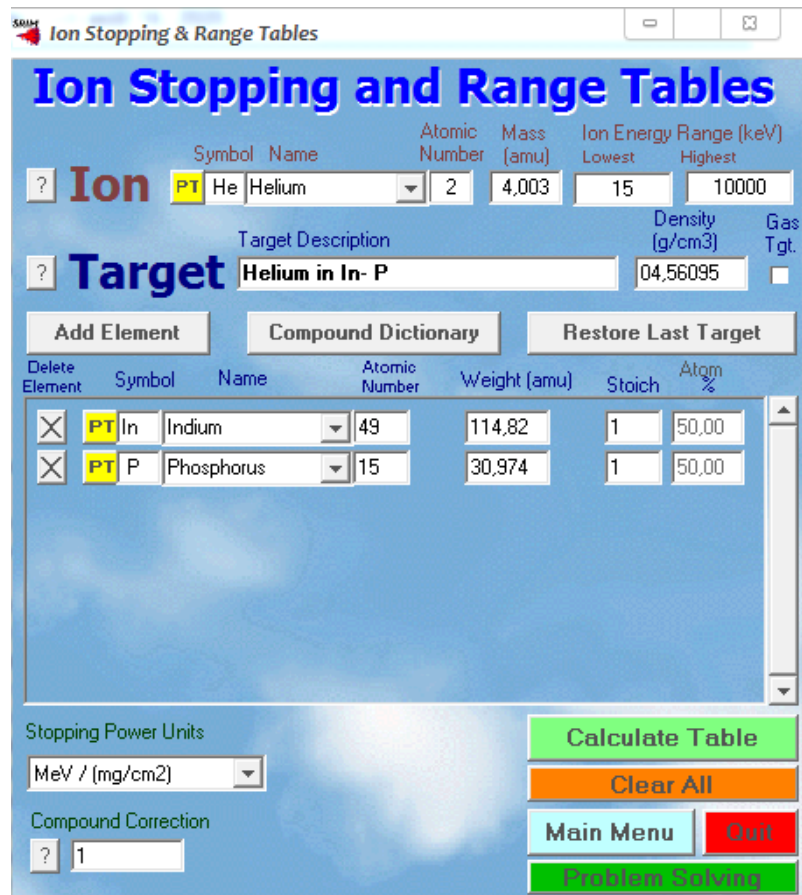 SRIM Ion Stopping & Range Tables
Ion Stopping and Range Tables
Atomic Mass Ion Energy Range (keV)
Symbol Name Number (amu) Lowest Highest
? Ion PT He Helium 2 4,003 15 10000
Density Gas
Target Description (g/cm3) Tgt.
? Target Helium in In- P 04,56095
Add Element Compound Dictionary Restore Last Target
Delete Atomic Atom
Element Symbol Name Number Weight (amu) Stoich %
X PT In Indium 49 114,82 1 50,00
X PT P Phosphorus 15 30,974 1 50,00
Stopping Power Units
Calculate Table
MeV / (mg/cm2)
Clear All
Compound Correction
Main Menu Quit
? 1
Problem Solving